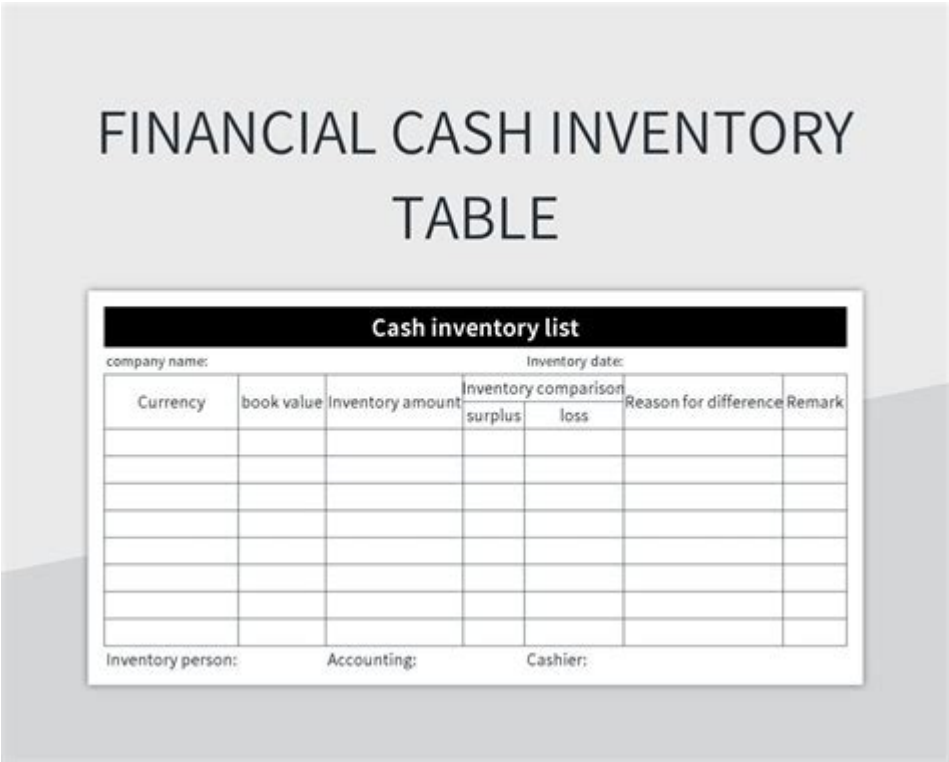 FINANCIAL CASH INVENTORY
TABLE
Cash inventory list
company name: Inventory date:
Currency book value Inventory amount Inventory comparison Reason for difference Remark
surplus loss
Inventory person: Accounting: Cashier: